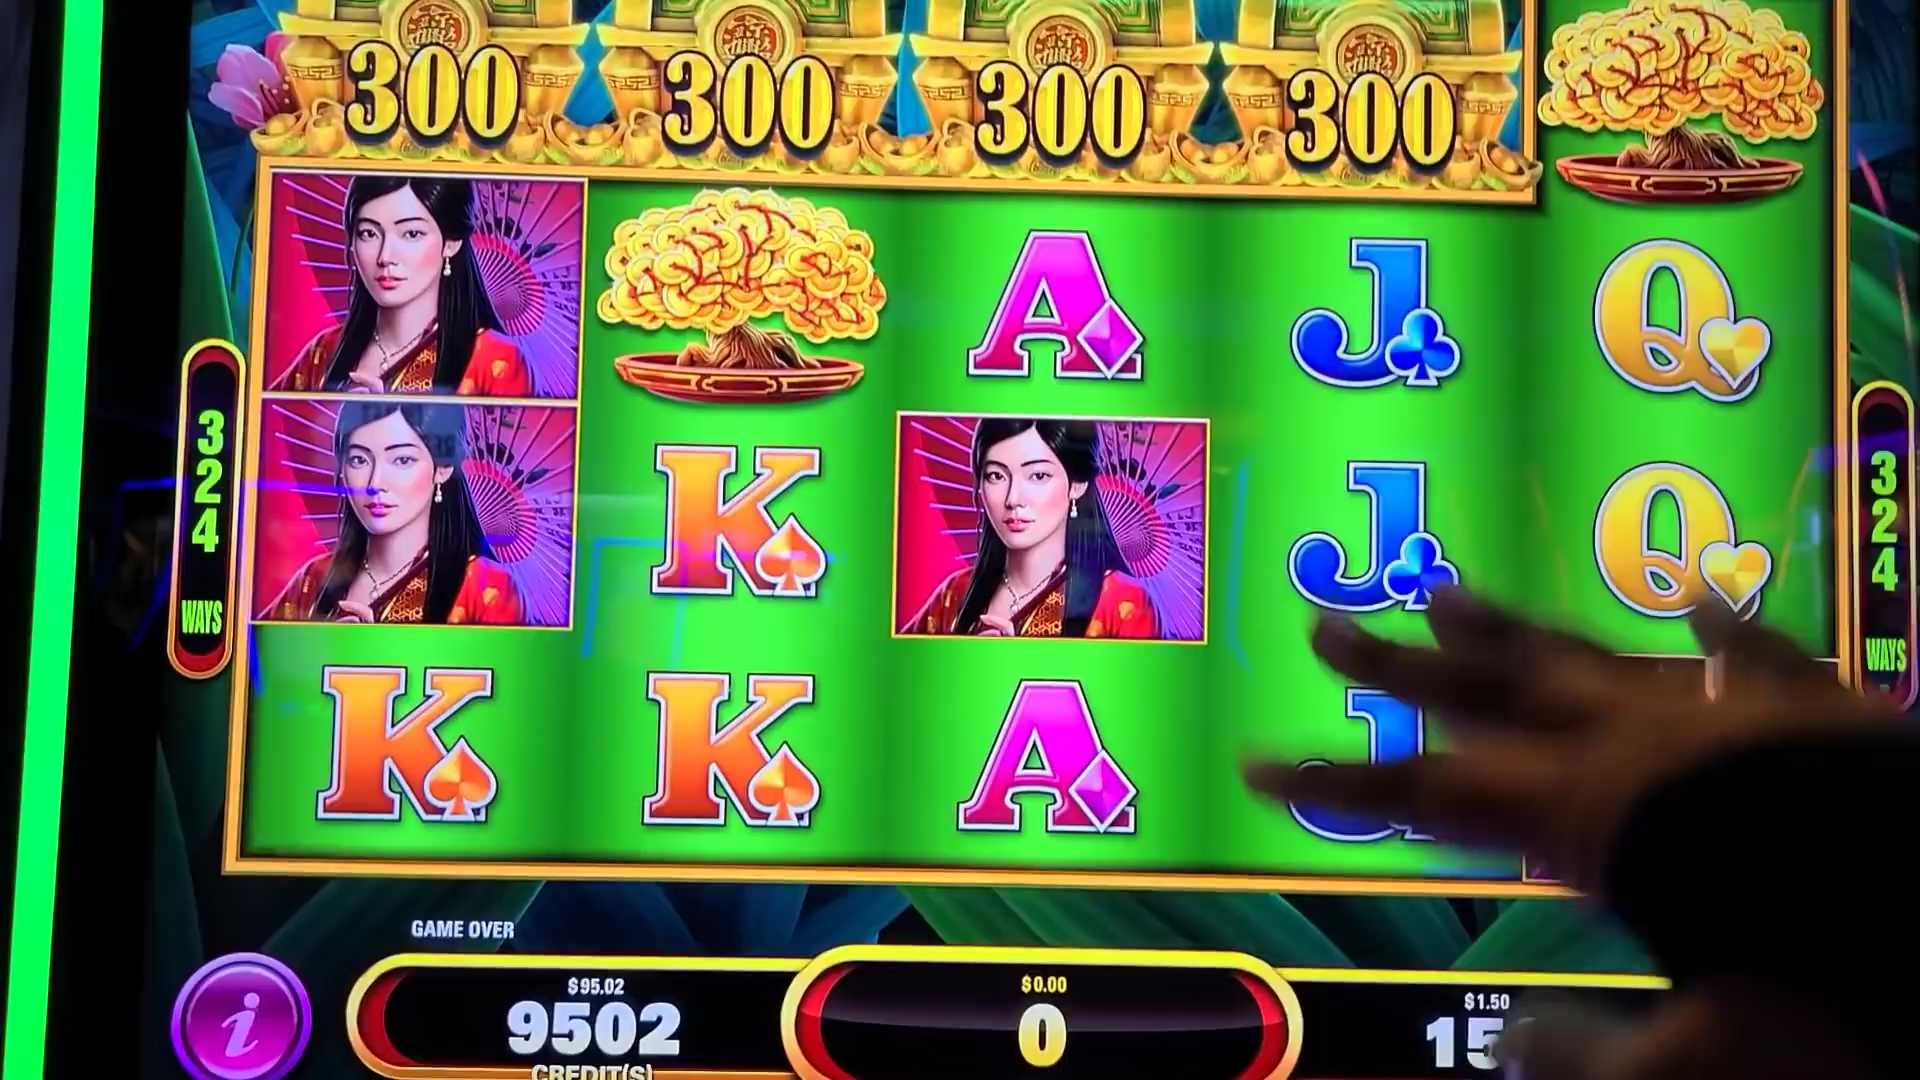 300 300 300 300
A J Q
K J Q
K K A J
324 WAYS
324 WAYS
GAME OVER
$95.02
9502
CREDIT(S)
$0.00
0
$1.50
i